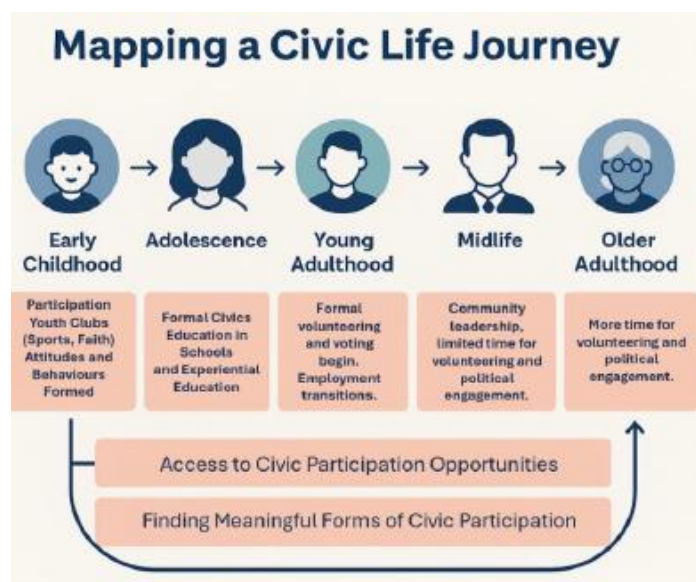 Mapping a Civic Life Journey
Early
Childhood
Adolescence
Young
Adulthood
Midlife
Older
Adulthood
Participation
Youth Clubs
(Sports, Faith)
Attitudes and
Behaviours
Formed
Formal Civics
Education in
Schools
and Experiential
Education
Formal
volunteering
and voting
begin.
Employment
transitions.
Community
leadership,
limited time for
volunteering and
political
engagement.
More time for
volunteering and
political
engagement.
Access to Civic Participation Opportunities
Finding Meaningful Forms of Civic Participation